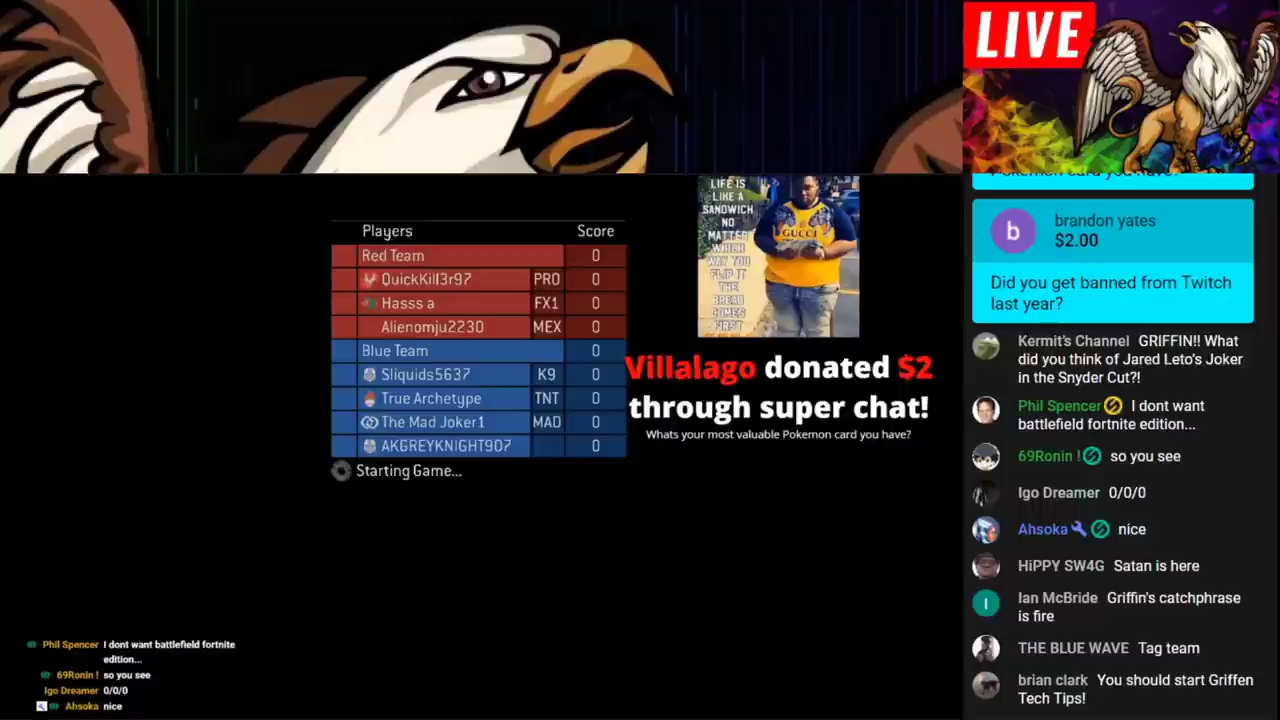 LIVE
Players Score
Red Team 0
QuickKill3r97 PRO 0
Hasss a FX1 0
Alienomju2230 MEX 0
Blue Team 0
Sliquids5637 K9 0
True Archetype TNT 0
The Mad Joker1 MAD 0
AKGREYKNIGHT907 0
Starting Game...
LIFE IS
LIKE A
SANDWICH
NO
MATTER
WHICH
WAY YOU
FLIP IT
THE
BREAD
COMES
FIRST
GUCCI
Villalago donated $2
through super chat!
Whats your most valuable Pokemon card you have?
Pokemon card you have?
b
brandon yates
$2.00
Did you get banned from Twitch
last year?
Kermit's Channel GRIFFIN!! What
did you think of Jared Leto's Joker
in the Snyder Cut?!
Phil Spencer I dont want
battlefield fortnite edition...
69Ronin ! so you see
Igo Dreamer 0/0/0
Ahsoka nice
HiPPY SW4G Satan is here
I
Ian McBride Griffin's catchphrase
is fire
THE BLUE WAVE Tag team
brian clark You should start Griffen
Tech Tips!
Phil Spencer I dont want battlefield fortnite
edition...
69Ronin ! so you see
Igo Dreamer 0/0/0
Ahsoka nice